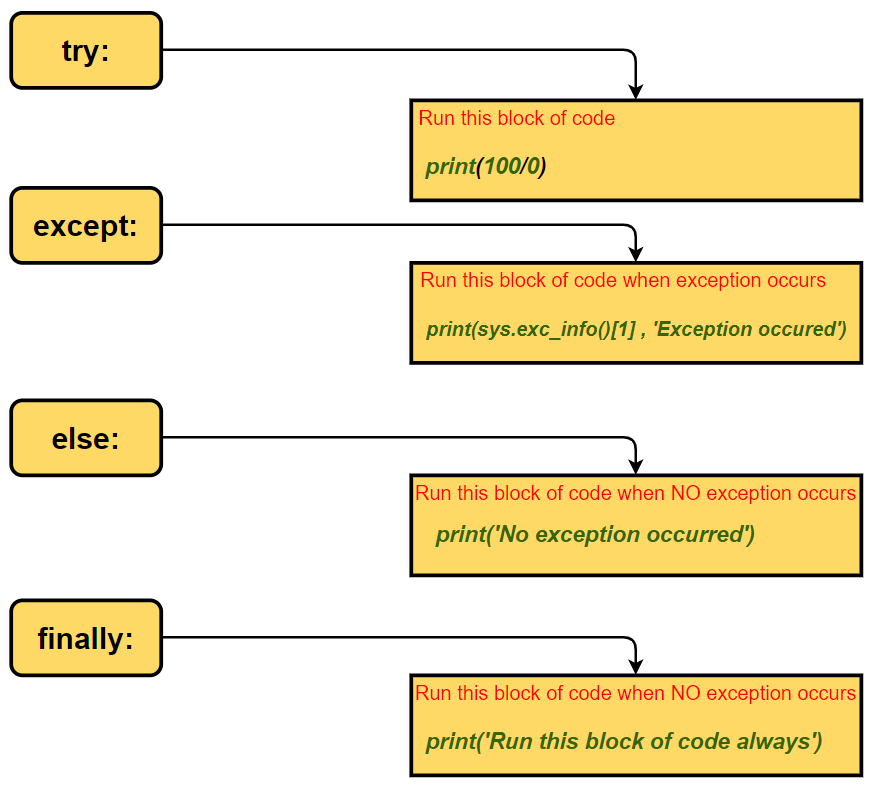 try:
Run this block of code
print(100/0)
except:
Run this block of code when exception occurs
print(sys.exc_info()[1] , 'Exception occured')
else:
Run this block of code when NO exception occurs
print('No exception occurred')
finally:
Run this block of code when NO exception occurs
print('Run this block of code always')